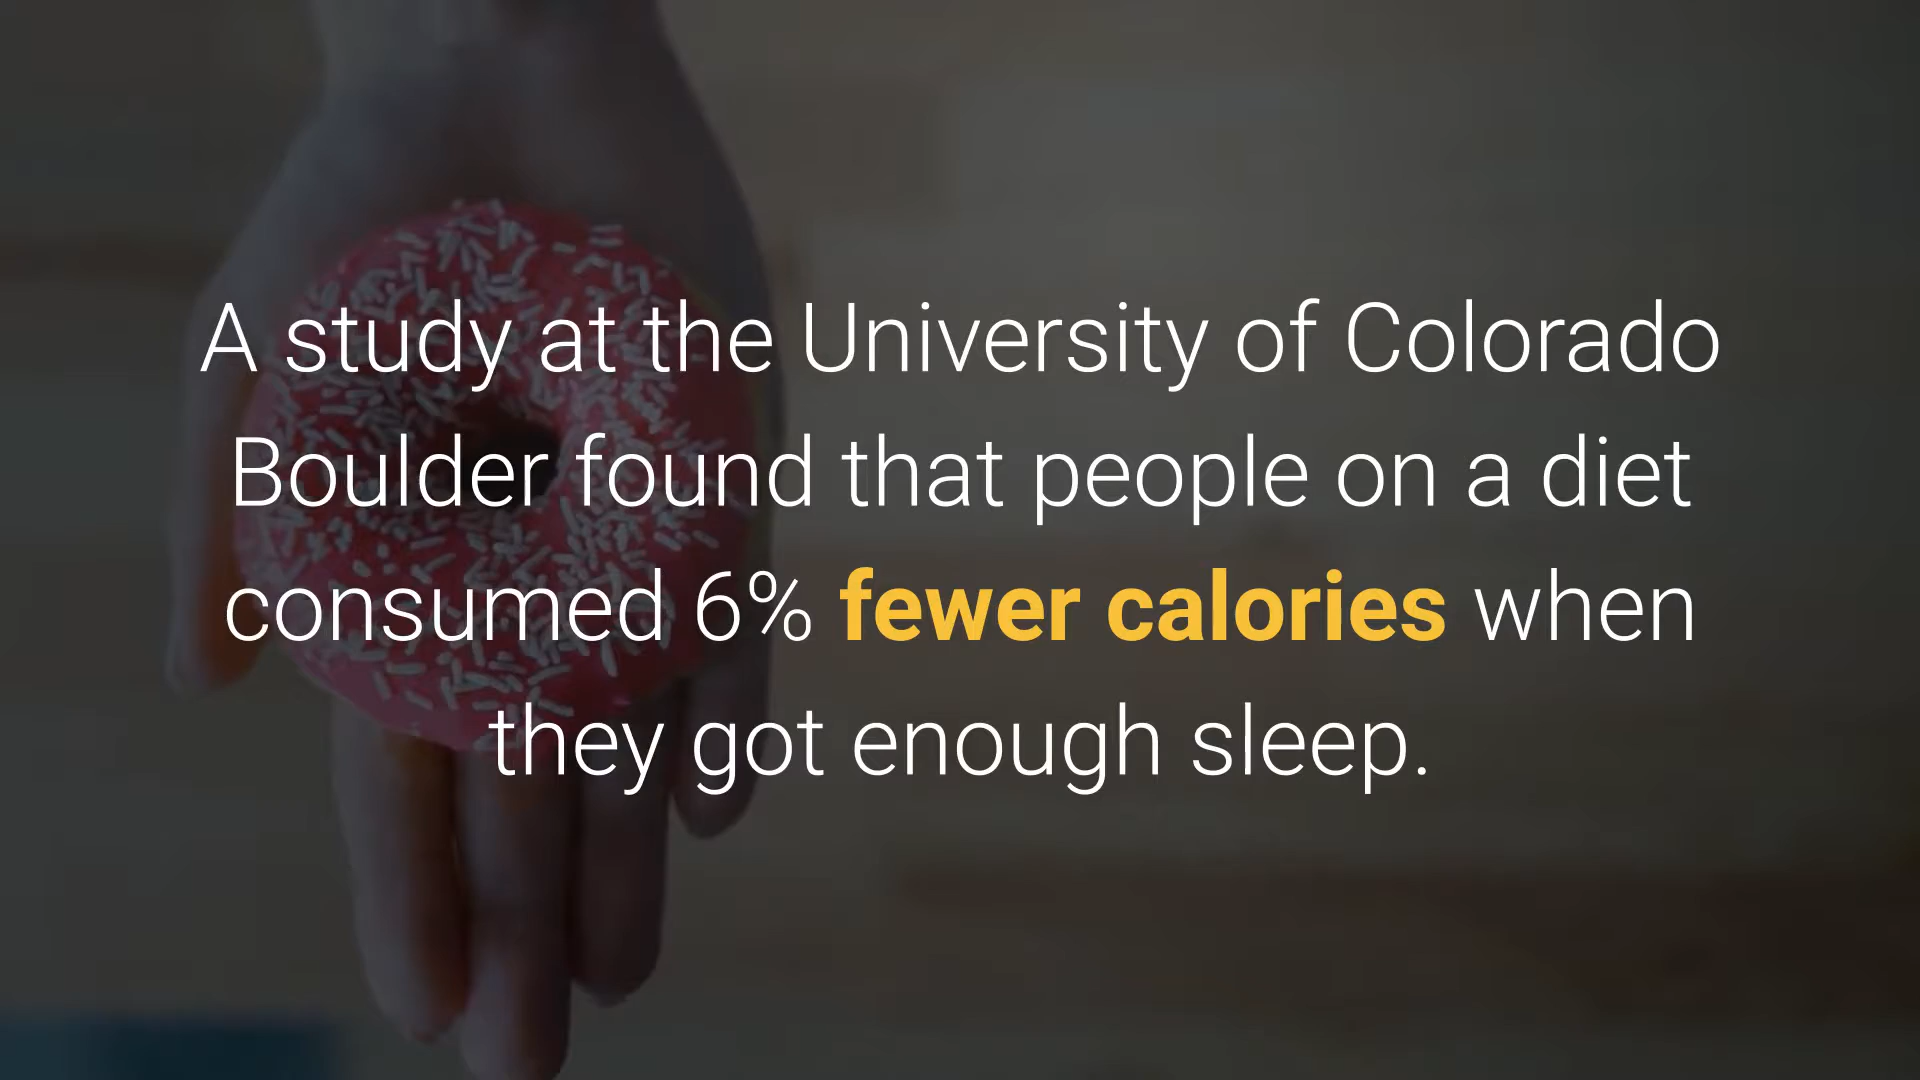 A study at the University of Colorado
Boulder found that people on a diet
consumed 6% fewer calories when
they got enough sleep.